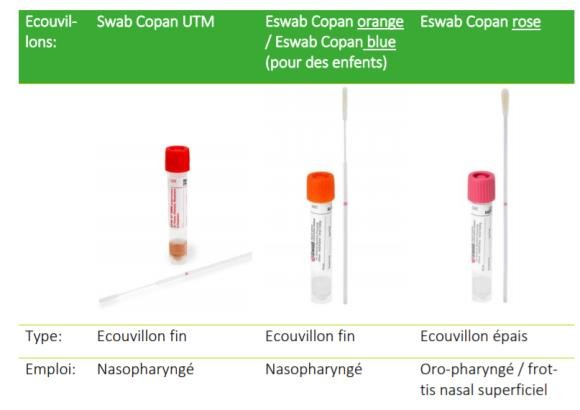 Ecouvil- Swab Copan UTM Eswab Copan orange Eswab Copan rose
lons: / Eswab Copan blue
(pour des enfents)
Type: Ecouvillon fin Ecouvillon fin Ecouvillon épais
Emploi: Nasopharyngé Nasopharyngé Oro-pharyngé / frot-
tis nasal superficiel